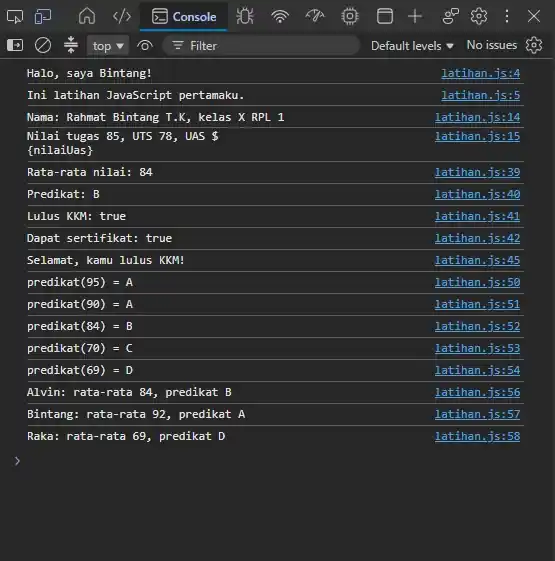 Console
top
Filter
Default levels
No issues
Halo, saya Bintang! latihan.js:4
Ini latihan JavaScript pertamaku. latihan.js:5
Nama: Rahmat Bintang T.K, kelas X RPL 1 latihan.js:14
Nilai tugas 85, UTS 78, UAS $ latihan.js:15
{nilaiUas}
Rata-rata nilai: 84 latihan.js:39
Predikat: B latihan.js:40
Lulus KKM: true latihan.js:41
Dapat sertifikat: true latihan.js:42
Selamat, kamu lulus KKM! latihan.js:45
predikat(95) = A latihan.js:50
predikat(90) = A latihan.js:51
predikat(84) = B latihan.js:52
predikat(70) = C latihan.js:53
predikat(69) = D latihan.js:54
Alvin: rata-rata 84, predikat B latihan.js:56
Bintang: rata-rata 92, predikat A latihan.js:57
Raka: rata-rata 69, predikat D latihan.js:58